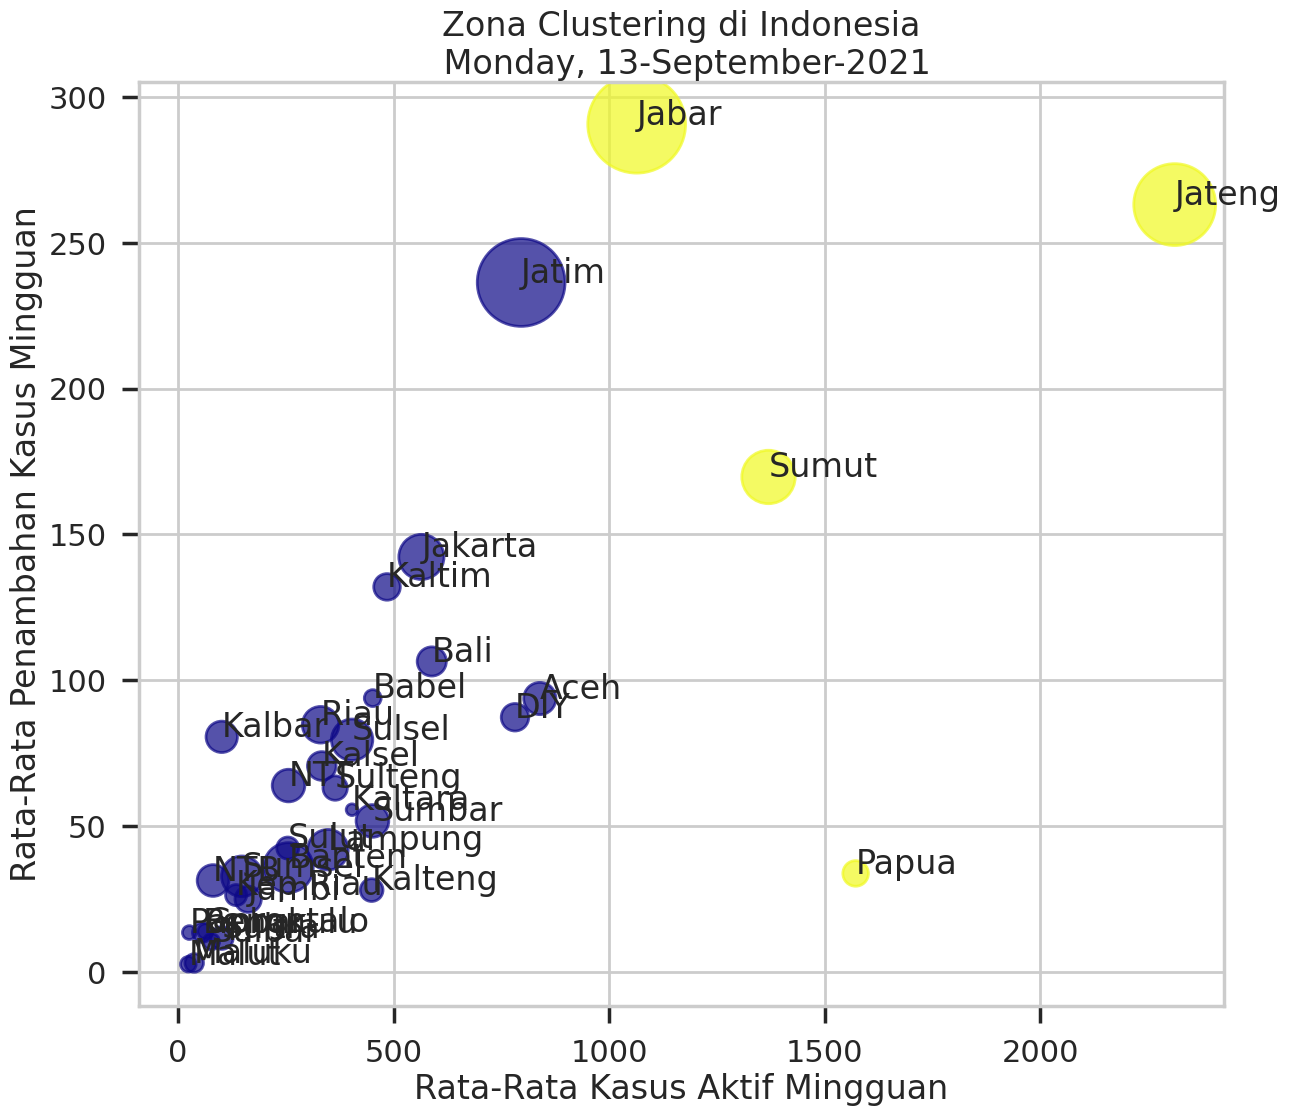 Zona Clustering di Indonesia
Monday, 13-September-2021
Rata-Rata Penambahan Kasus Mingguan
300
250
200
150
100
50
0
Jabar
Jateng
Jatim
Sumut
Jakarta
Kaltim
Bali
Babel
Aceh
DIY
Riau
Kalbar
Sulsel
Kalsel
NTT
Sulteng
Kaltara
Sumbar
Sulut
Lampung
Banten
Papua
Kalteng
Jambi
Gorontalo
Maluku
Malut
0
500
1000
1500
2000
Rata-Rata Kasus Aktif Mingguan